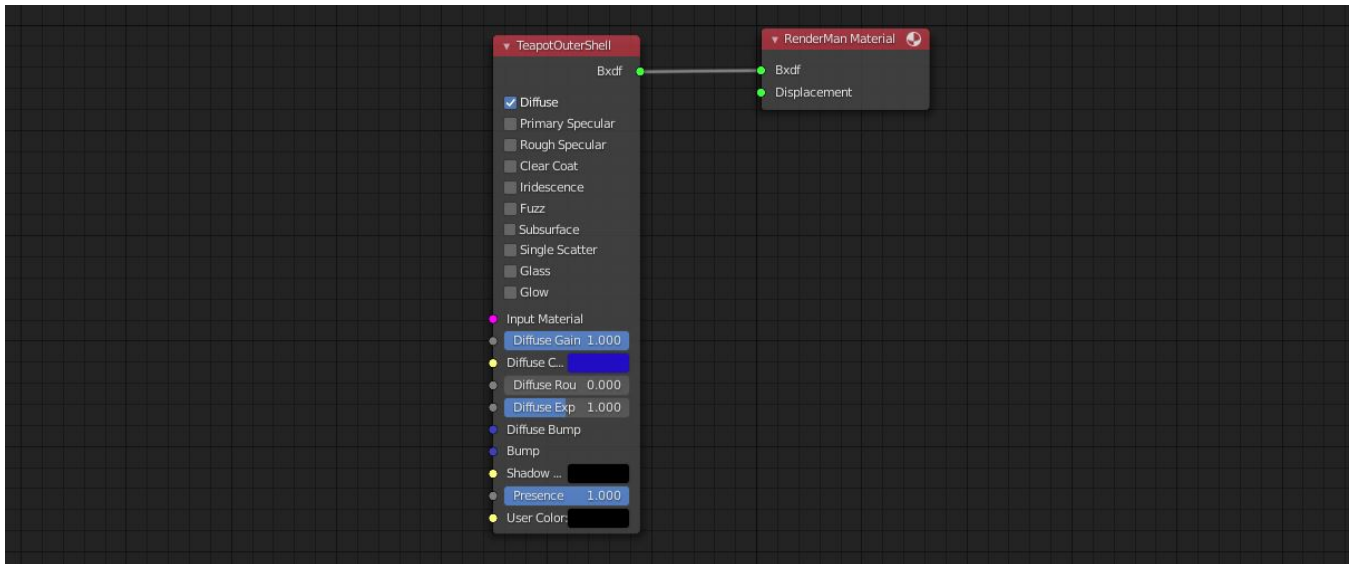 TeapotOuterShell
Bxdf
Diffuse
Primary Specular
Rough Specular
Clear Coat
Iridescence
Fuzz
Subsurface
Single Scatter
Glass
Glow
Input Material
Diffuse Gain 1.000
Diffuse C...
Diffuse Rou 0.000
Diffuse Exp 1.000
Diffuse Bump
Bump
Shadow ...
Presence 1.000
User Color:
RenderMan Material
Bxdf
Displacement